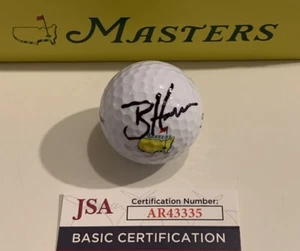 MASTERS
JSA
Certification Number:
AR43335
BASIC CERTIFICATION